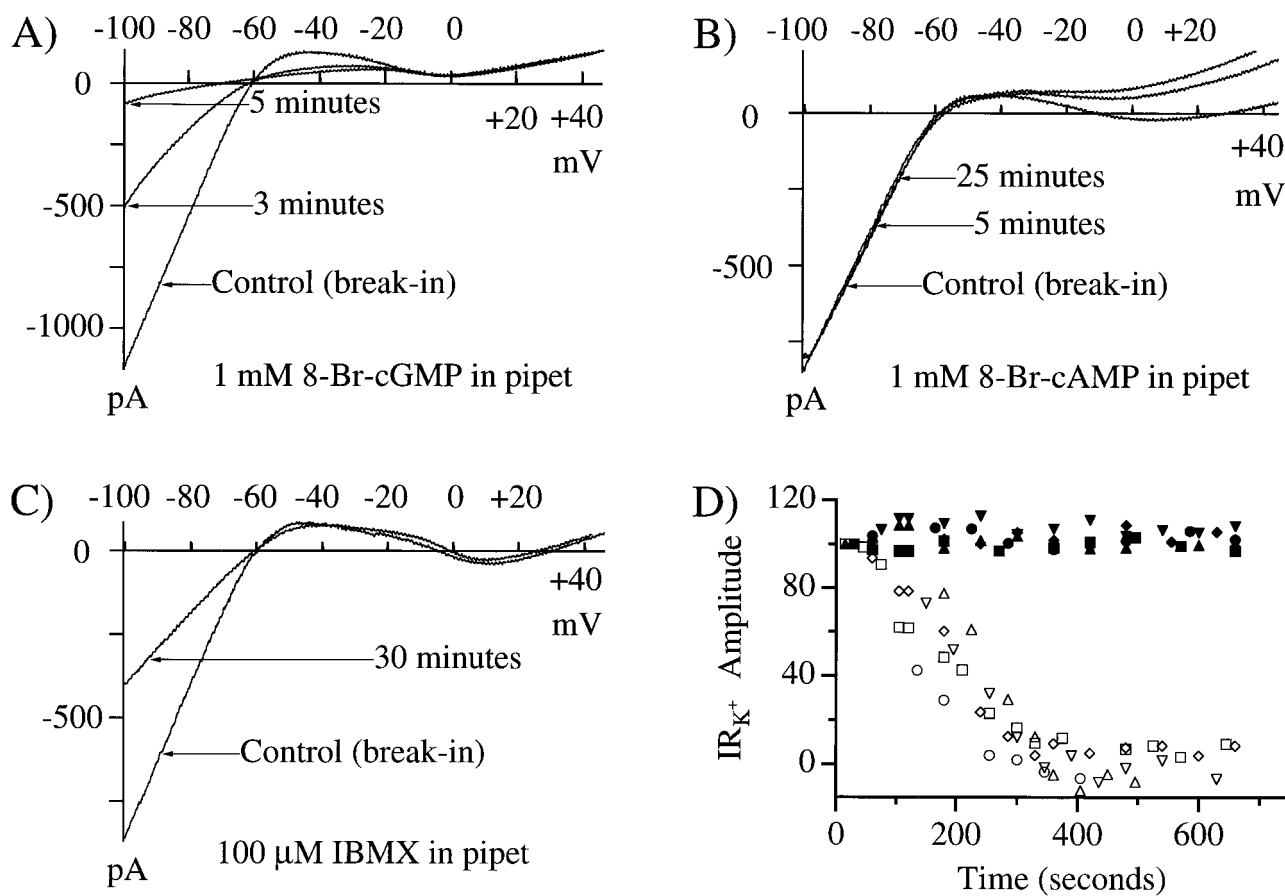 A)
-100 -80 -60 -40 -20 0
0
5 minutes
+20 +40
mV
-500
3 minutes
Control (break-in)
-1000
1 mM 8-Br-cGMP in pipet
pA
B)
-100 -80 -60 -40 -20 0 +20
0
+40
25 minutes
mV
5 minutes
-500
Control (break-in)
1 mM 8-Br-cAMP in pipet
pA
C)
-100 -80 -60 -40 -20 0 +20
0
+40
mV
30 minutes
-500
Control (break-in)
100 μM IBMX in pipet
pA
D)
120
80
40
0
IRK+ Amplitude
0 200 400 600
Time (seconds)